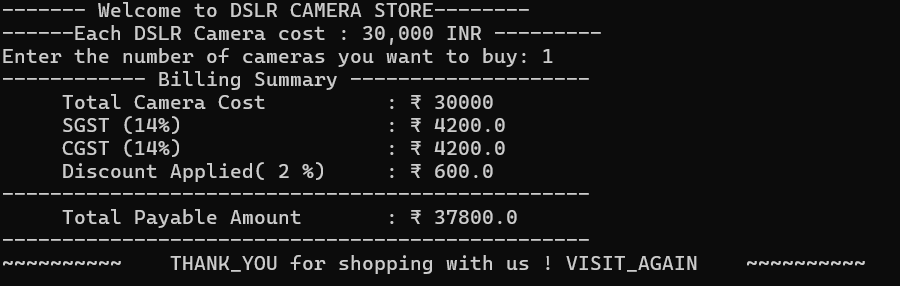 ------- Welcome to DSLR CAMERA STORE--------
------Each DSLR Camera cost : 30,000 INR ---------
Enter the number of cameras you want to buy: 1
------------ Billing Summary --------------------
     Total Camera Cost          : ₹ 30000
     SGST (14%)                 : ₹ 4200.0
     CGST (14%)                 : ₹ 4200.0
     Discount Applied( 2 %)     : ₹ 600.0
-------------------------------------------------
     Total Payable Amount       : ₹ 37800.0
-------------------------------------------------
~~~~~~~~~~    THANK_YOU for shopping with us ! VISIT_AGAIN    ~~~~~~~~~~